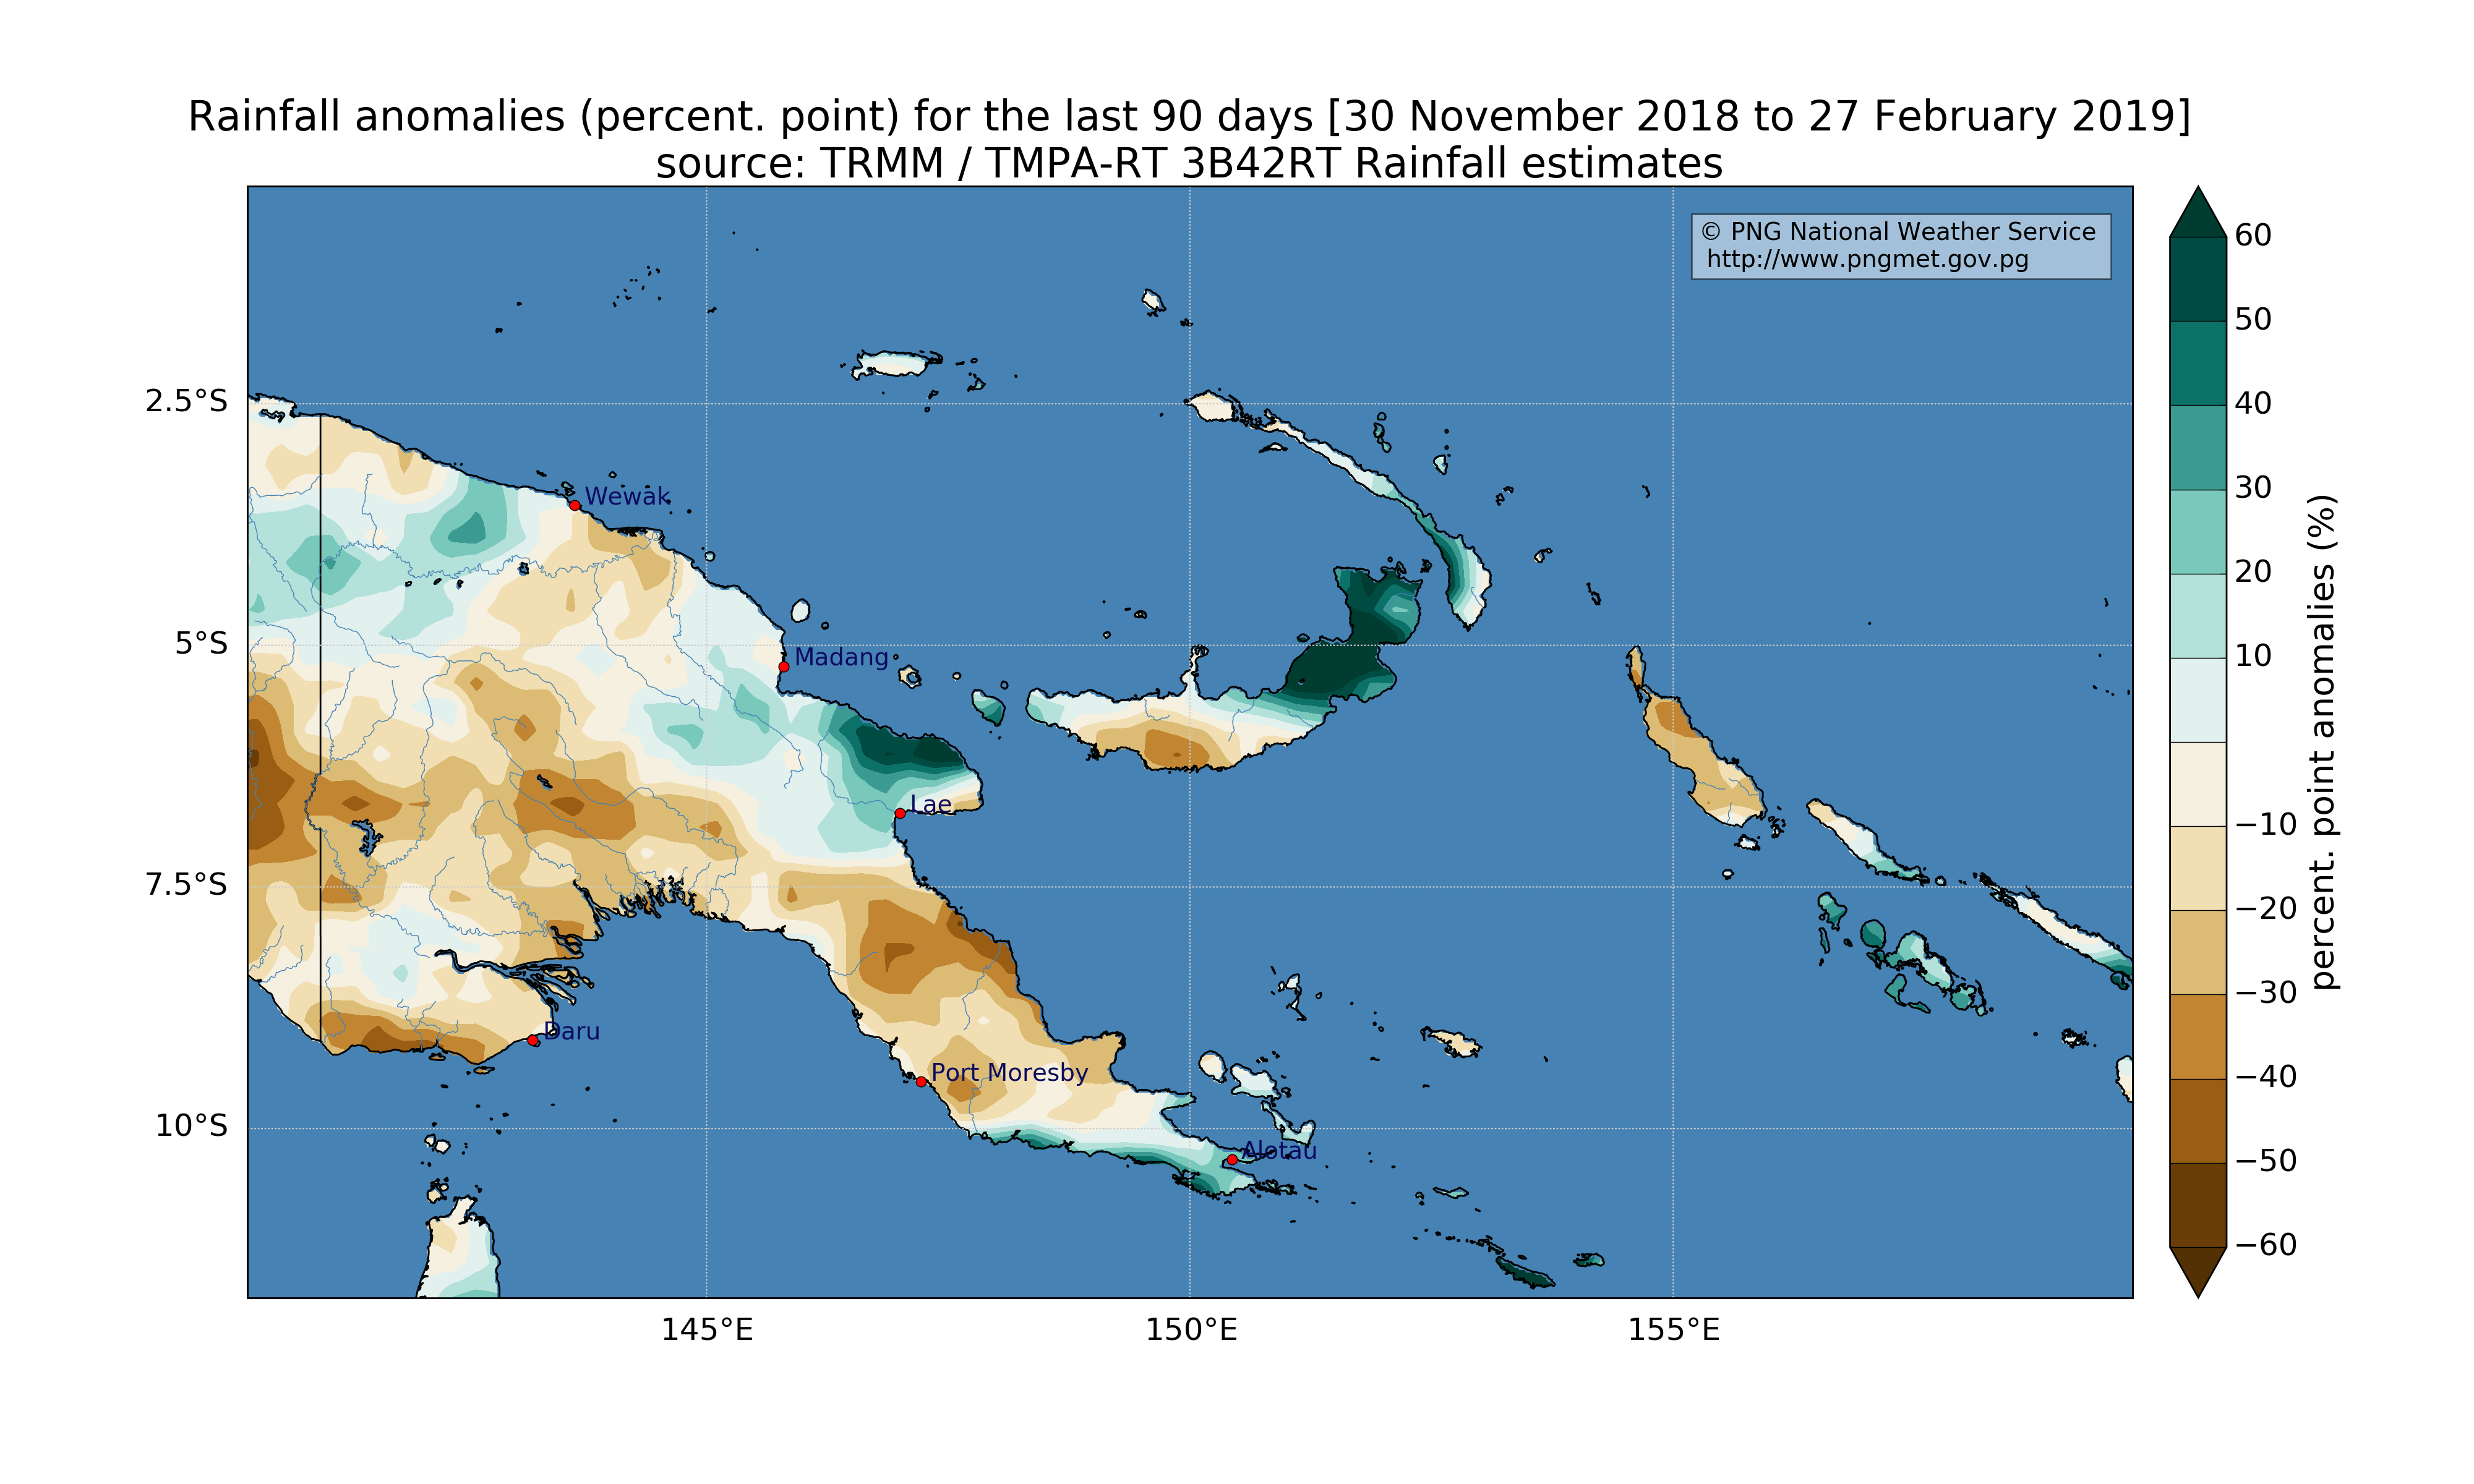 Rainfall anomalies (percent. point) for the last 90 days [30 November 2018 to 27 February 2019]
source: TRMM / TMPA-RT 3B42RT Rainfall estimates
© PNG National Weather Service
http://www.pngmet.gov.pg
2.5°S
5°S
7.5°S
10°S
Wewak
Madang
Lae
Daru
Port Moresby
Alotau
145°E
150°E
155°E
60
50
40
30
20
10
−10
−20
−30
−40
−50
−60
percent. point anomalies (%)